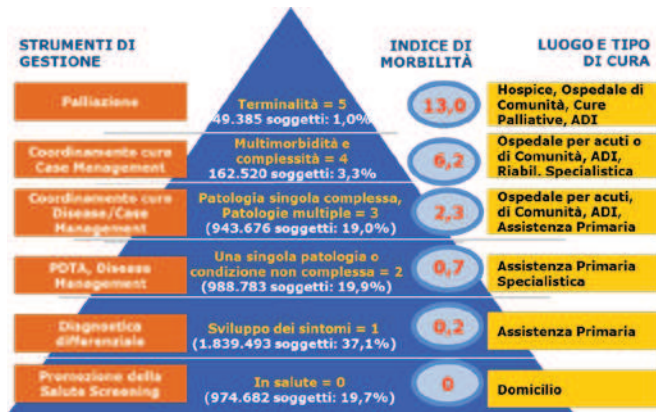 STRUMENTI DI
GESTIONE
INDICE DI
MORBILITÀ
LUOGO E TIPO
DI CURA
Palliazione
Terminalità = 5
49.385 soggetti: 1,0%)
13,0
Hospice, Ospedale di
Comunità, Cure
Palliative, ADI
Coordinamento cure
Case Management
Multimorbidità e
complessità = 4
162.520 soggetti: 3,3%)
6,2
Ospedale per acuti o
di Comunità, ADI,
Riabil. Specialistica
Coordinamento cure
Disease/Case
Management
Patologia singola complessa,
Patologie multiple = 3
(943.676 soggetti: 19,0%)
2,3
Ospedale per acuti,
di Comunità, ADI,
Assistenza Primaria
PDTA, Disease
Management
Una singola patologia o
condizione non complessa = 2
(988.783 soggetti: 19,9%)
0,7
Assistenza Primaria
Specialistica
Diagnostica
differenziale
Sviluppo dei sintomi = 1
(1.839.493 soggetti: 37,1%)
0,2
Assistenza Primaria
Promozione della
Salute Screening
In salute = 0
(974.682 soggetti: 19,7%)
0
Domicilio